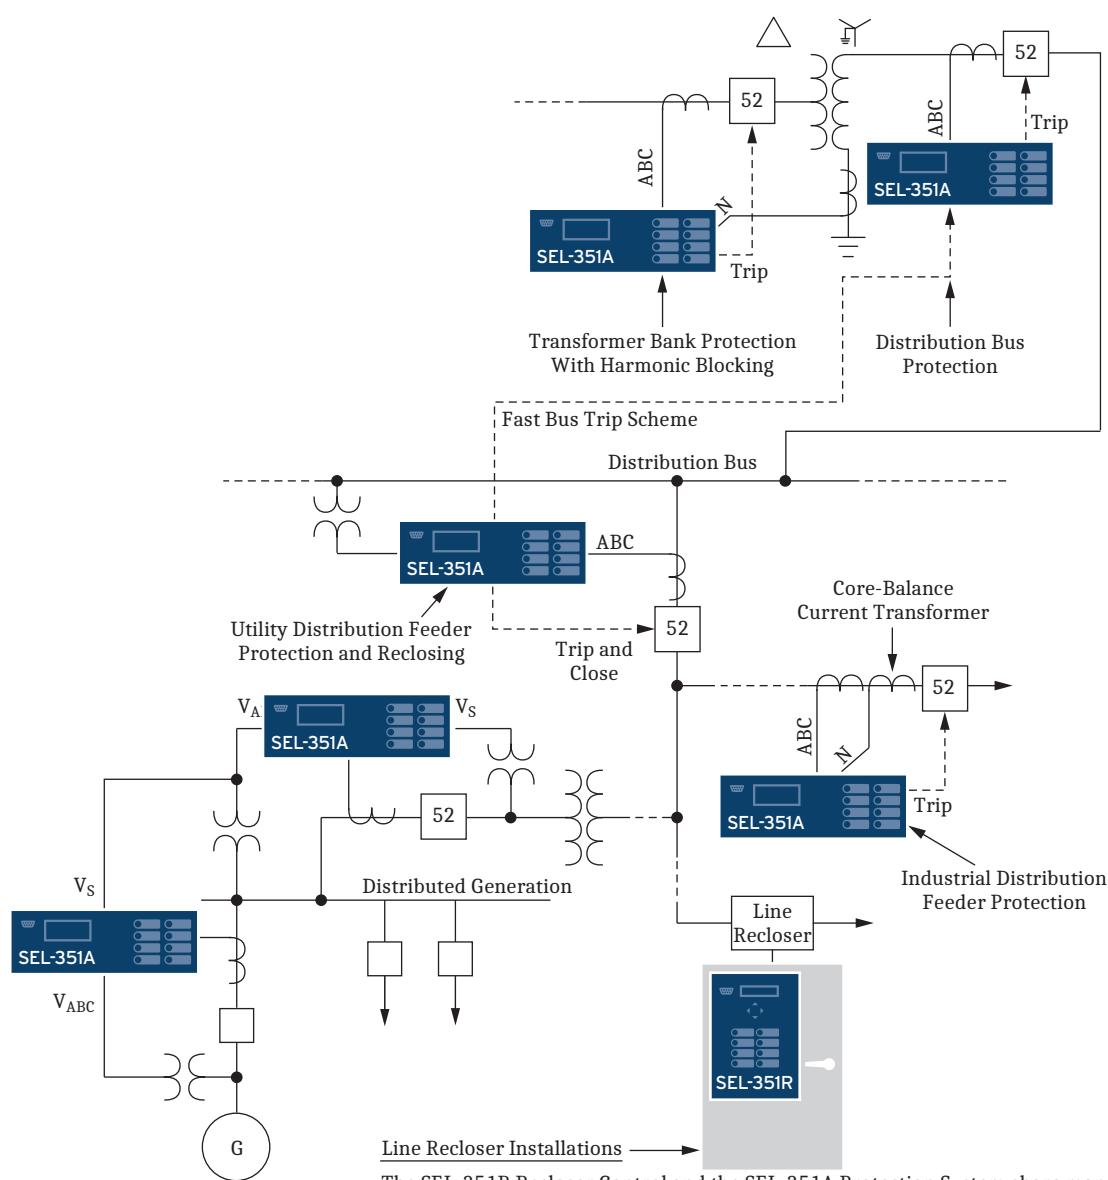 52
52
ABC
Trip
SEL-351A
ABC
N
SEL-351A
Trip
Transformer Bank Protection
With Harmonic Blocking
Distribution Bus
Protection
Fast Bus Trip Scheme
Distribution Bus
SEL-351A
ABC
Utility Distribution Feeder
Protection and Reclosing
52
Trip and
Close
Core-Balance
Current Transformer
52
ABC
N
SEL-351A
Trip
Industrial Distribution
Feeder Protection
VS
SEL-351A
52
VS
Distributed Generation
SEL-351A
VABC
G
Line
Recloser
SEL-351R
Line Recloser Installations